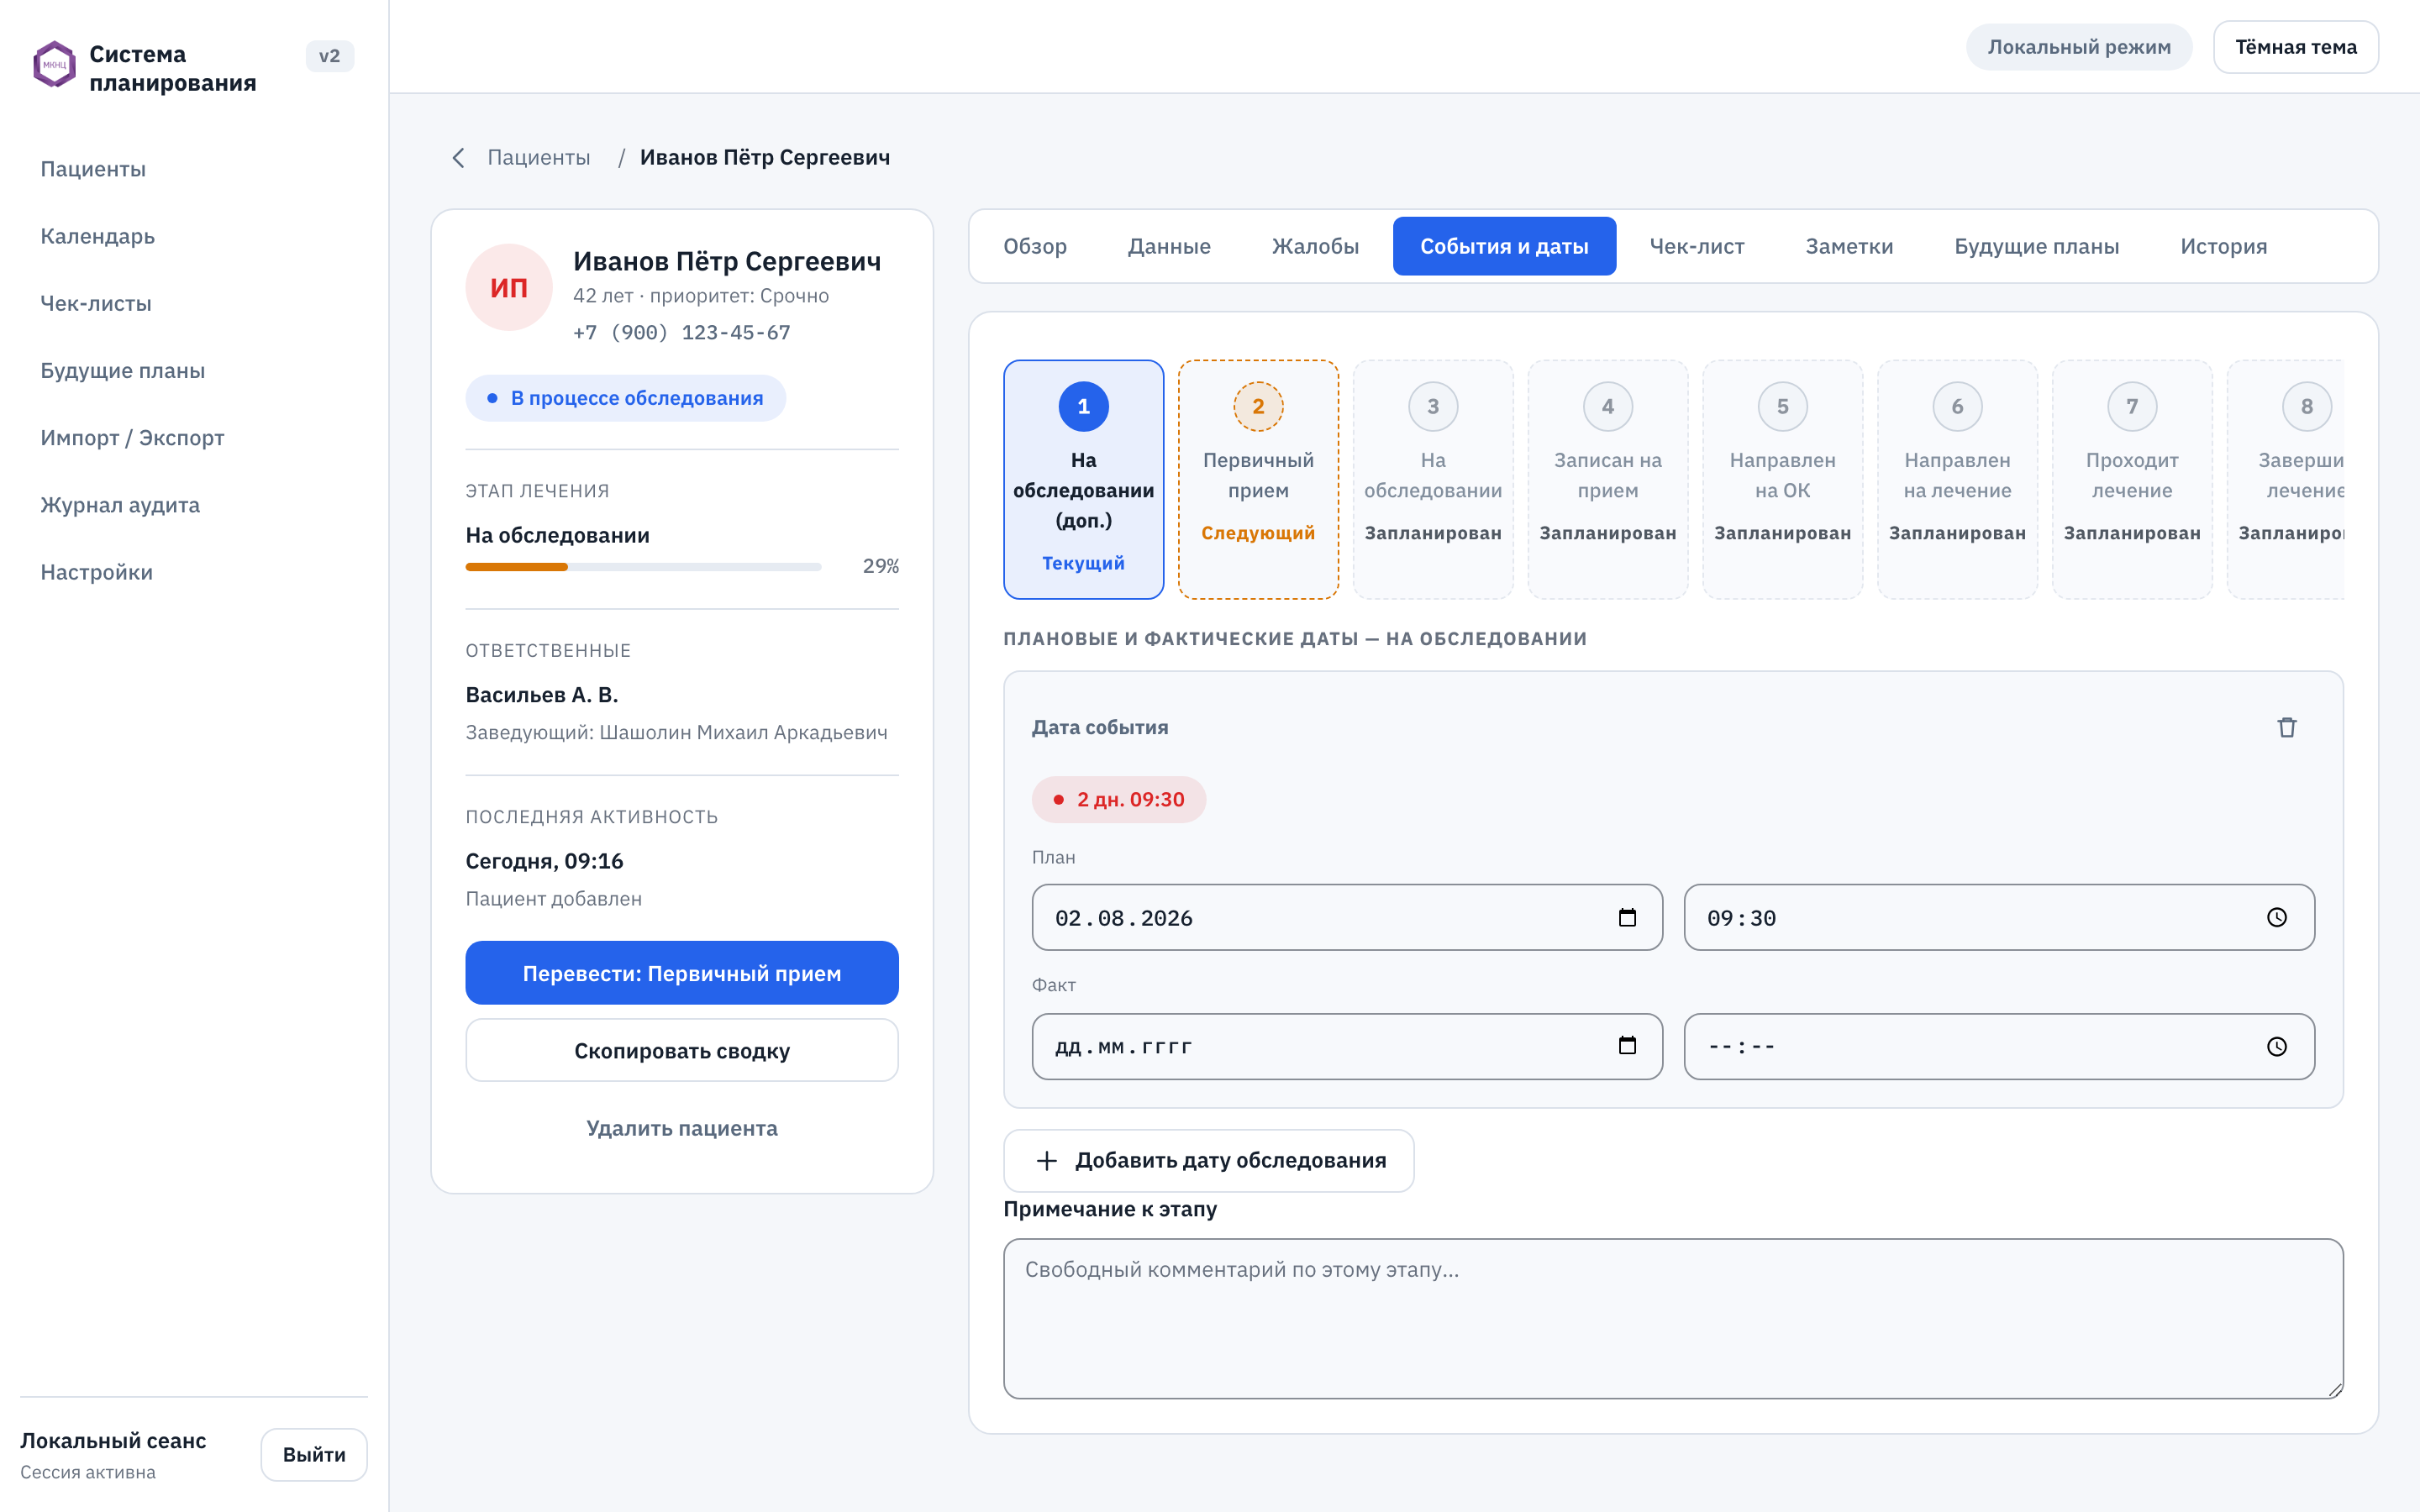 МКНЦ
Система
планирования
v2
Пациенты
Календарь
Чек-листы
Будущие планы
Импорт / Экспорт
Журнал аудита
Настройки
Локальный сеанс
Сессия активна
Выйти
Локальный режим
Тёмная тема
Пациенты / Иванов Пётр Сергеевич
ИП
Иванов Пётр Сергеевич
42 лет · приоритет: Срочно
+7 (900) 123-45-67
В процессе обследования
ЭТАП ЛЕЧЕНИЯ
На обследовании
29%
ОТВЕТСТВЕННЫЕ
Васильев А. В.
Заведующий: Шашолин Михаил Аркадьевич
ПОСЛЕДНЯЯ АКТИВНОСТЬ
Сегодня, 09:16
Пациент добавлен
Перевести: Первичный прием
Скопировать сводку
Удалить пациента
Обзор
Данные
Жалобы
События и даты
Чек-лист
Заметки
Будущие планы
История
1
На
обследовании
(доп.)
Текущий
2
Первичный
прием
Следующий
3
На
обследовании
Запланирован
4
Записан на
прием
Запланирован
5
Направлен
на ОК
Запланирован
6
Направлен
на лечение
Запланирован
7
Проходит
лечение
Запланирован
8
Заверши
лечение
Запланиро
ПЛАНОВЫЕ И ФАКТИЧЕСКИЕ ДАТЫ — НА ОБСЛЕДОВАНИИ
Дата события
2 дн. 09:30
План
02.08.2026
09:30
Факт
дд.мм.гггг
--:--
Добавить дату обследования
Примечание к этапу
Свободный комментарий по этому этапу...